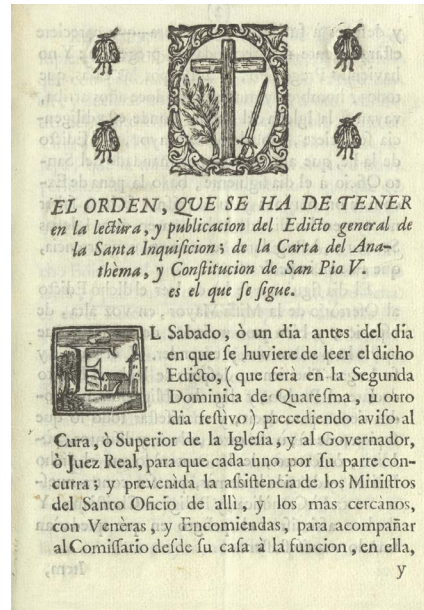 EL ORDEN, QUE SE HA DE TENER
en la lectùra, y publicacion del Edicto general de
la Santa Inquisicion; de la Carta del Ana-
thèma, y Constitucion de San Pio V.
es el que se sigue.
EL Sabado, ò un dia antes del dia
en que se huviere de leer el dicho
Edicto, (que serà en la Segunda
Dominica de Quaresma, ù otro
dia festivo) precediendo aviso al
Cura, ò Superior de la Iglesia, y al Governador,
ò Juez Real, para que cada uno por su parte con-
curra; y prevenida la assistencia de los Ministros
del Santo Oficio de allì, y los mas cercanos,
con Venèras, y Encomiendas, para acompañar
al Comissario desde su casa à la funcion, en ella,
y